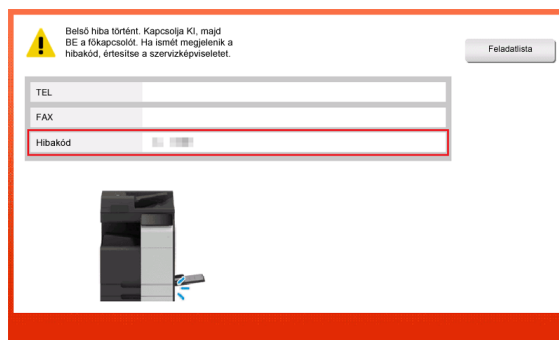 Belső hiba történt. Kapcsolja KI, majd
BE a főkapcsolót. Ha ismét megjelenik a
hibakód, értesítse a szervizképviseletet.
Feladatlista
TEL
FAX
Hibakód